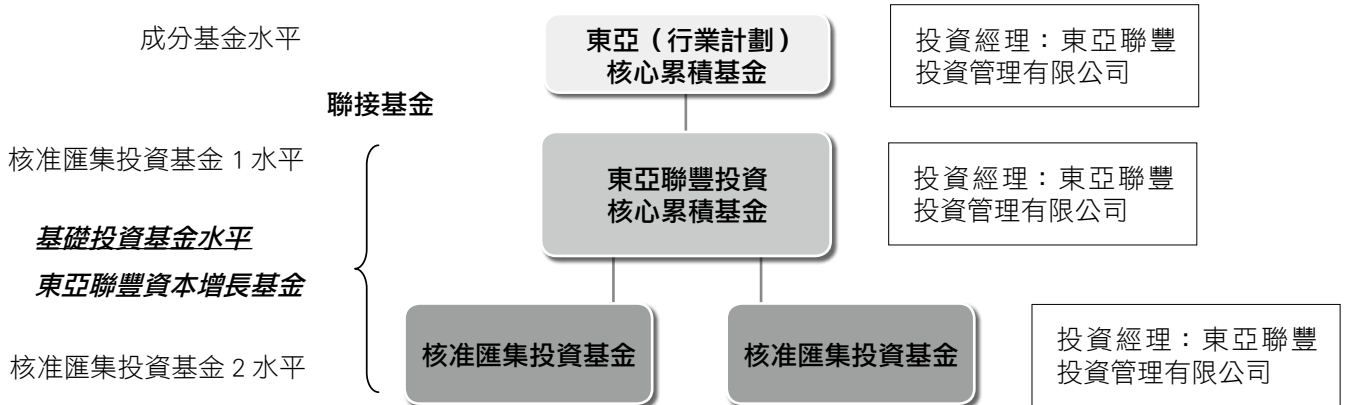 成分基金水平
東亞（行業計劃）
核心累積基金
投資經理：東亞聯豐
投資管理有限公司
聯接基金
核准匯集投資基金 1 水平
東亞聯豐投資
核心累積基金
投資經理：東亞聯豐
投資管理有限公司
基礎投資基金水平
東亞聯豐資本增長基金
核准匯集投資基金 2 水平
核准匯集投資基金
核准匯集投資基金
投資經理：東亞聯豐
投資管理有限公司